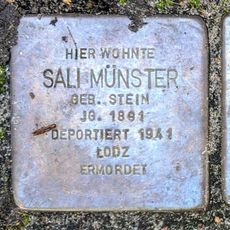 HIER WOHNTE
SALI MÜNSTER
GEB. STEIN
JG. 1861
DEPORTIERT 1941
ŁODZ
ERMORDET